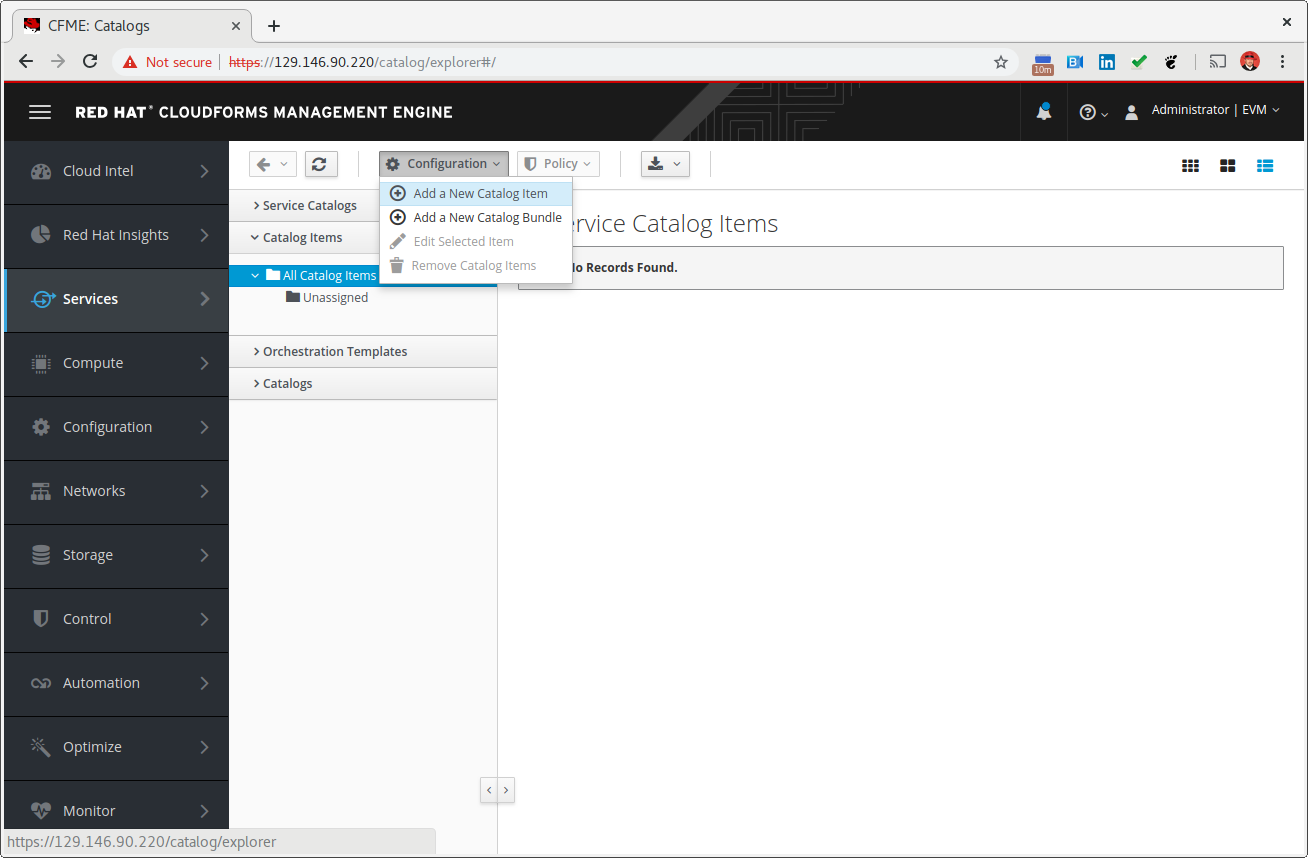 CFME: Catalogs
Not secure https://129.146.90.220/catalog/explorer#/
10m
RED HAT® CLOUDFORMS MANAGEMENT ENGINE
Administrator | EVM
Cloud Intel
Red Hat Insights
Services
Compute
Configuration
Networks
Storage
Control
Automation
Optimize
Monitor
Configuration
Policy
Add a New Catalog Item
Add a New Catalog Bundle
Edit Selected Item
Remove Catalog Items
Service Catalogs
Catalog Items
All Catalog Items
Unassigned
Orchestration Templates
Catalogs
ervice Catalog Items
o Records Found.
https://129.146.90.220/catalog/explorer